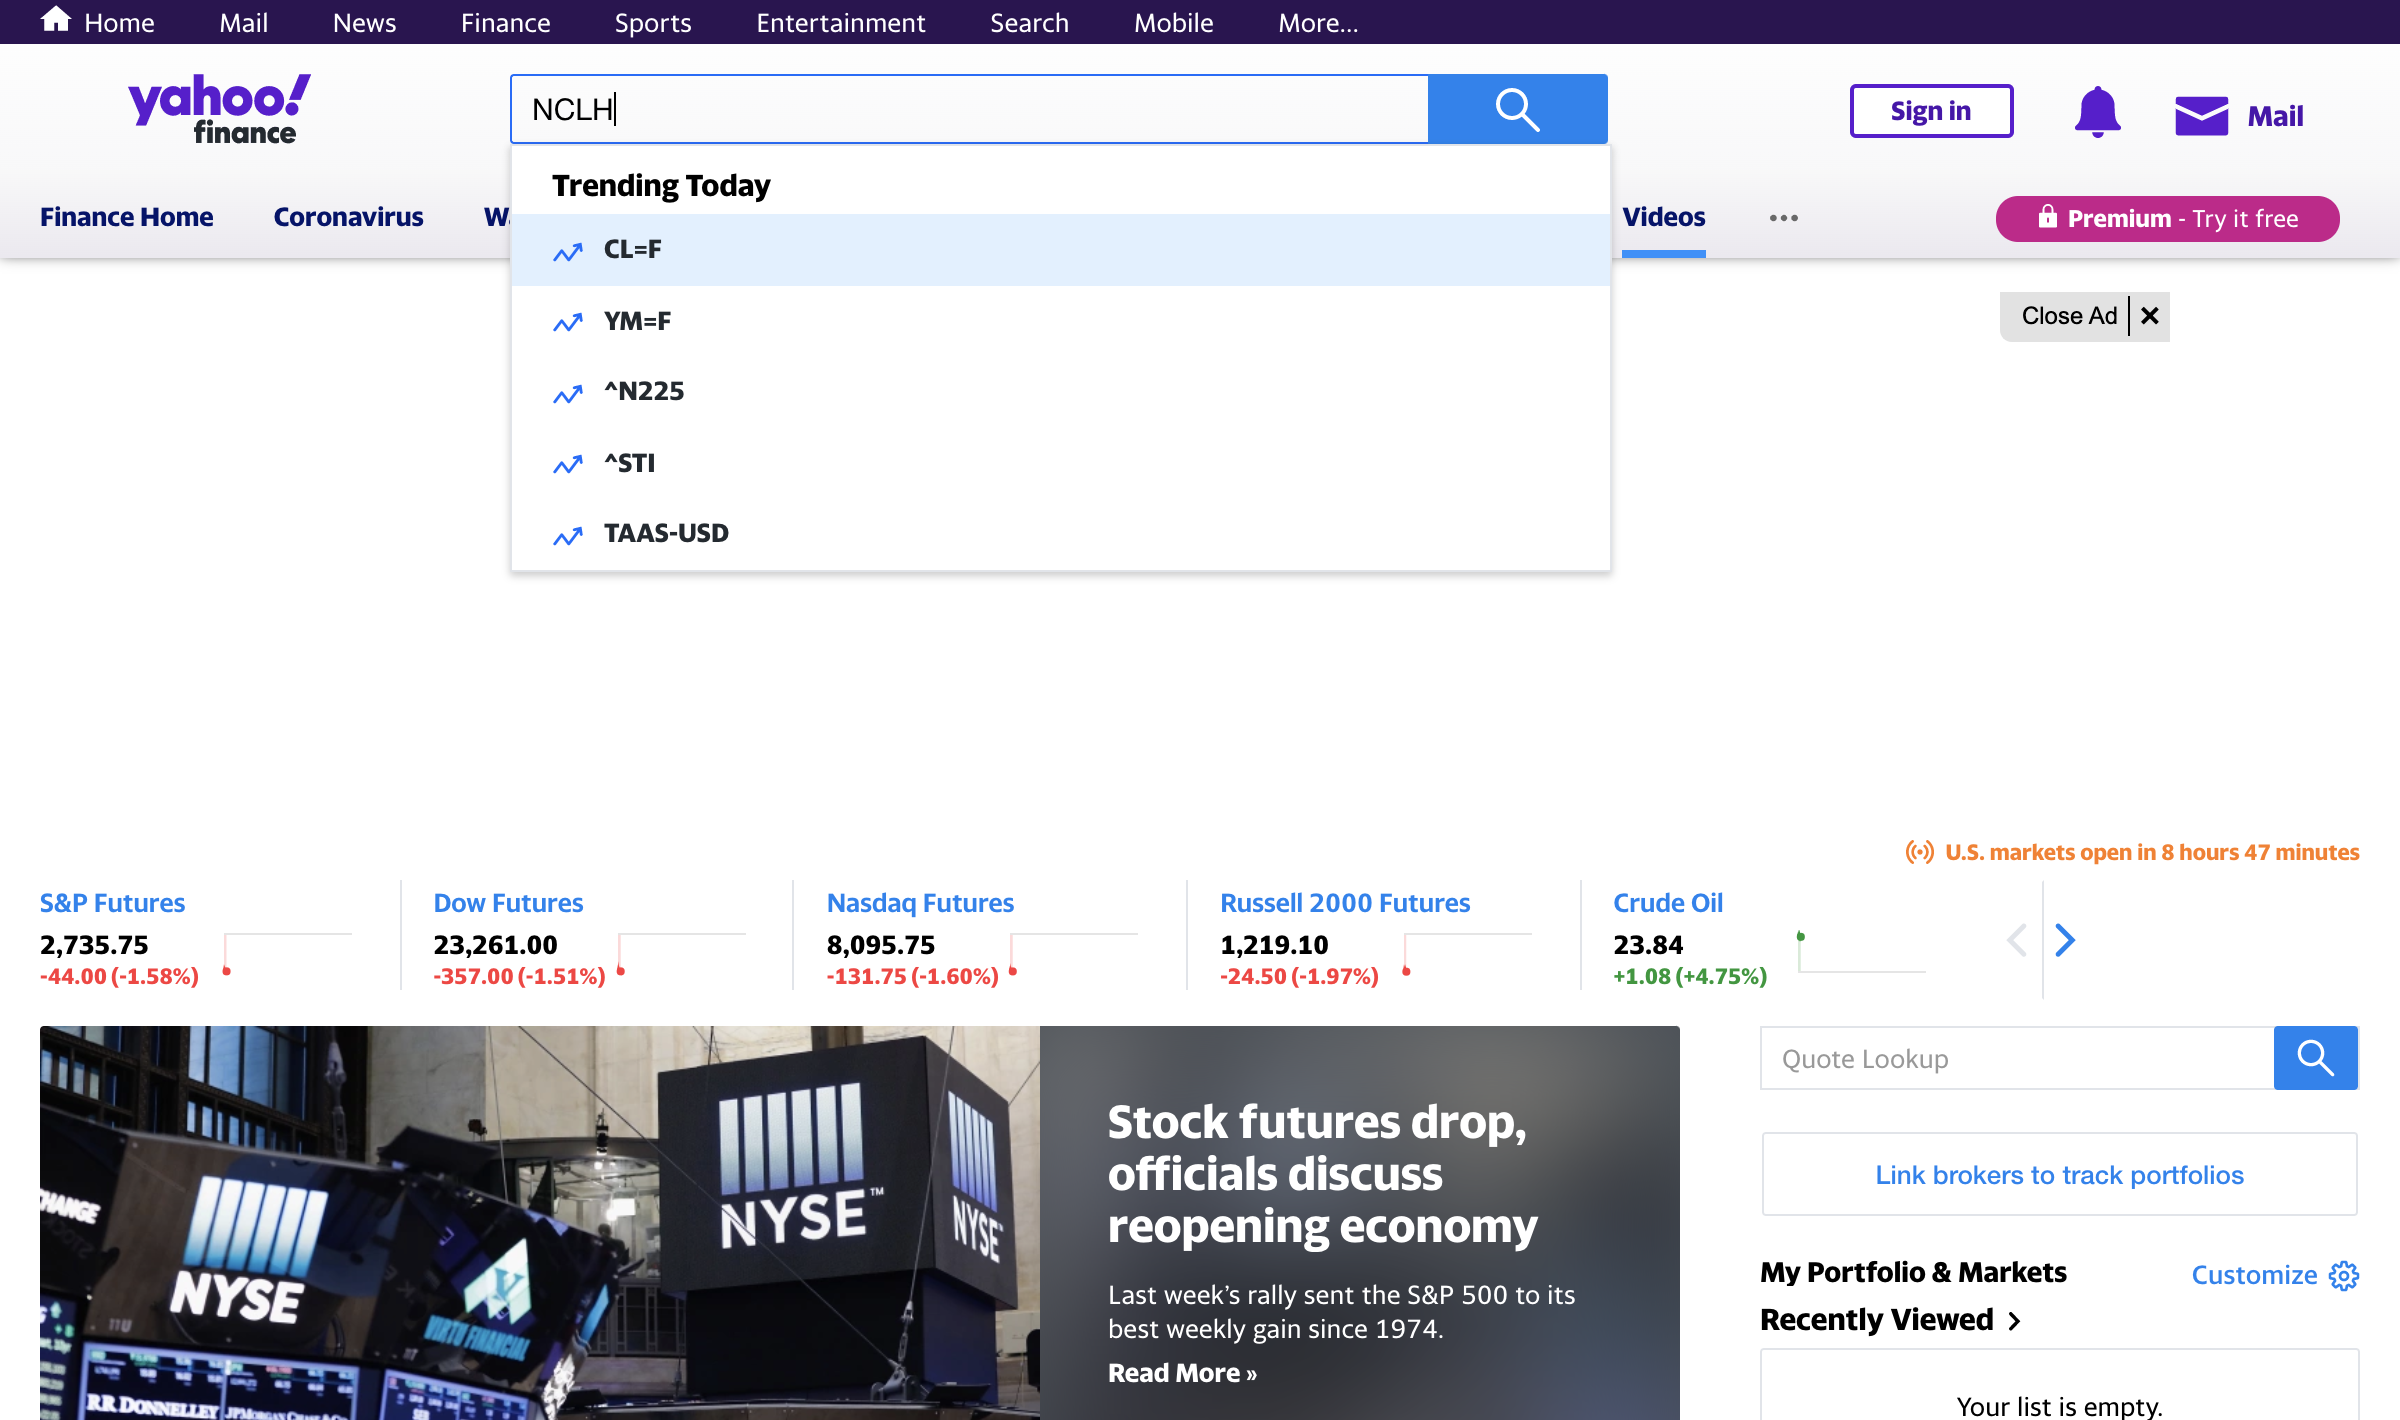 Home Mail News Finance Sports Entertainment Search Mobile More...
yahoo!
finance
NCLH
Sign in
Mail
Finance Home Coronavirus
Videos
Premium - Try it free
Trending Today
CL=F
YM=F
^N225
^STI
TAAS-USD
Close Ad
U.S. markets open in 8 hours 47 minutes
S&P Futures
2,735.75
-44.00 (-1.58%)
Dow Futures
23,261.00
-357.00 (-1.51%)
Nasdaq Futures
8,095.75
-131.75 (-1.60%)
Russell 2000 Futures
1,219.10
-24.50 (-1.97%)
Crude Oil
23.84
+1.08 (+4.75%)
NYSE
NYSE™
NYSE
VIRTU FINANCIAL
RR DONNELLEY
Stock futures drop,
officials discuss
reopening economy
Last week’s rally sent the S&P 500 to its
best weekly gain since 1974.
Read More »
Quote Lookup
Link brokers to track portfolios
My Portfolio & Markets
Customize
Recently Viewed
Your list is empty.